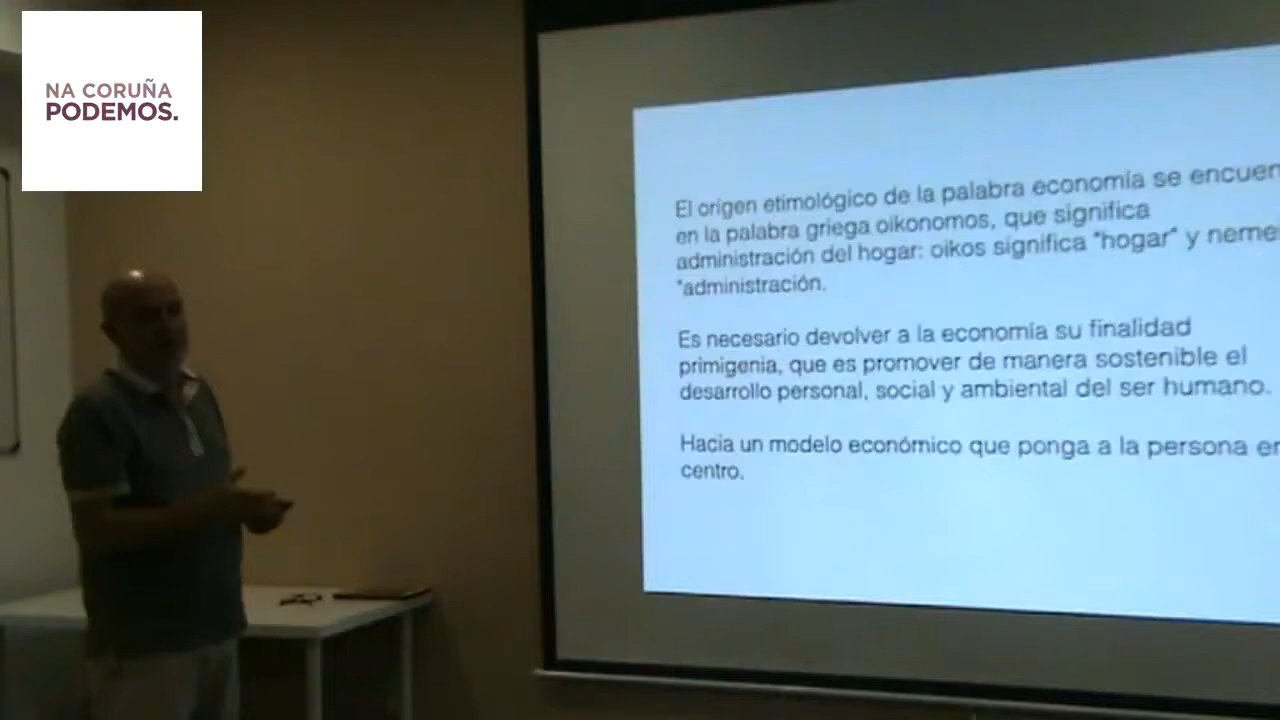 NA CORUÑA
PODEMOS.
El origen etimológico de la palabra economía se encuen
en la palabra griega oikonomos, que significa
administración del hogar: oikos significa "hogar" y neme
"administración.
Es necesario devolver a la economía su finalidad
primigenia, que es promover de manera sostenible el
desarrollo personal, social y ambiental del ser humano.
Hacia un modelo económico que ponga a la persona en
centro.